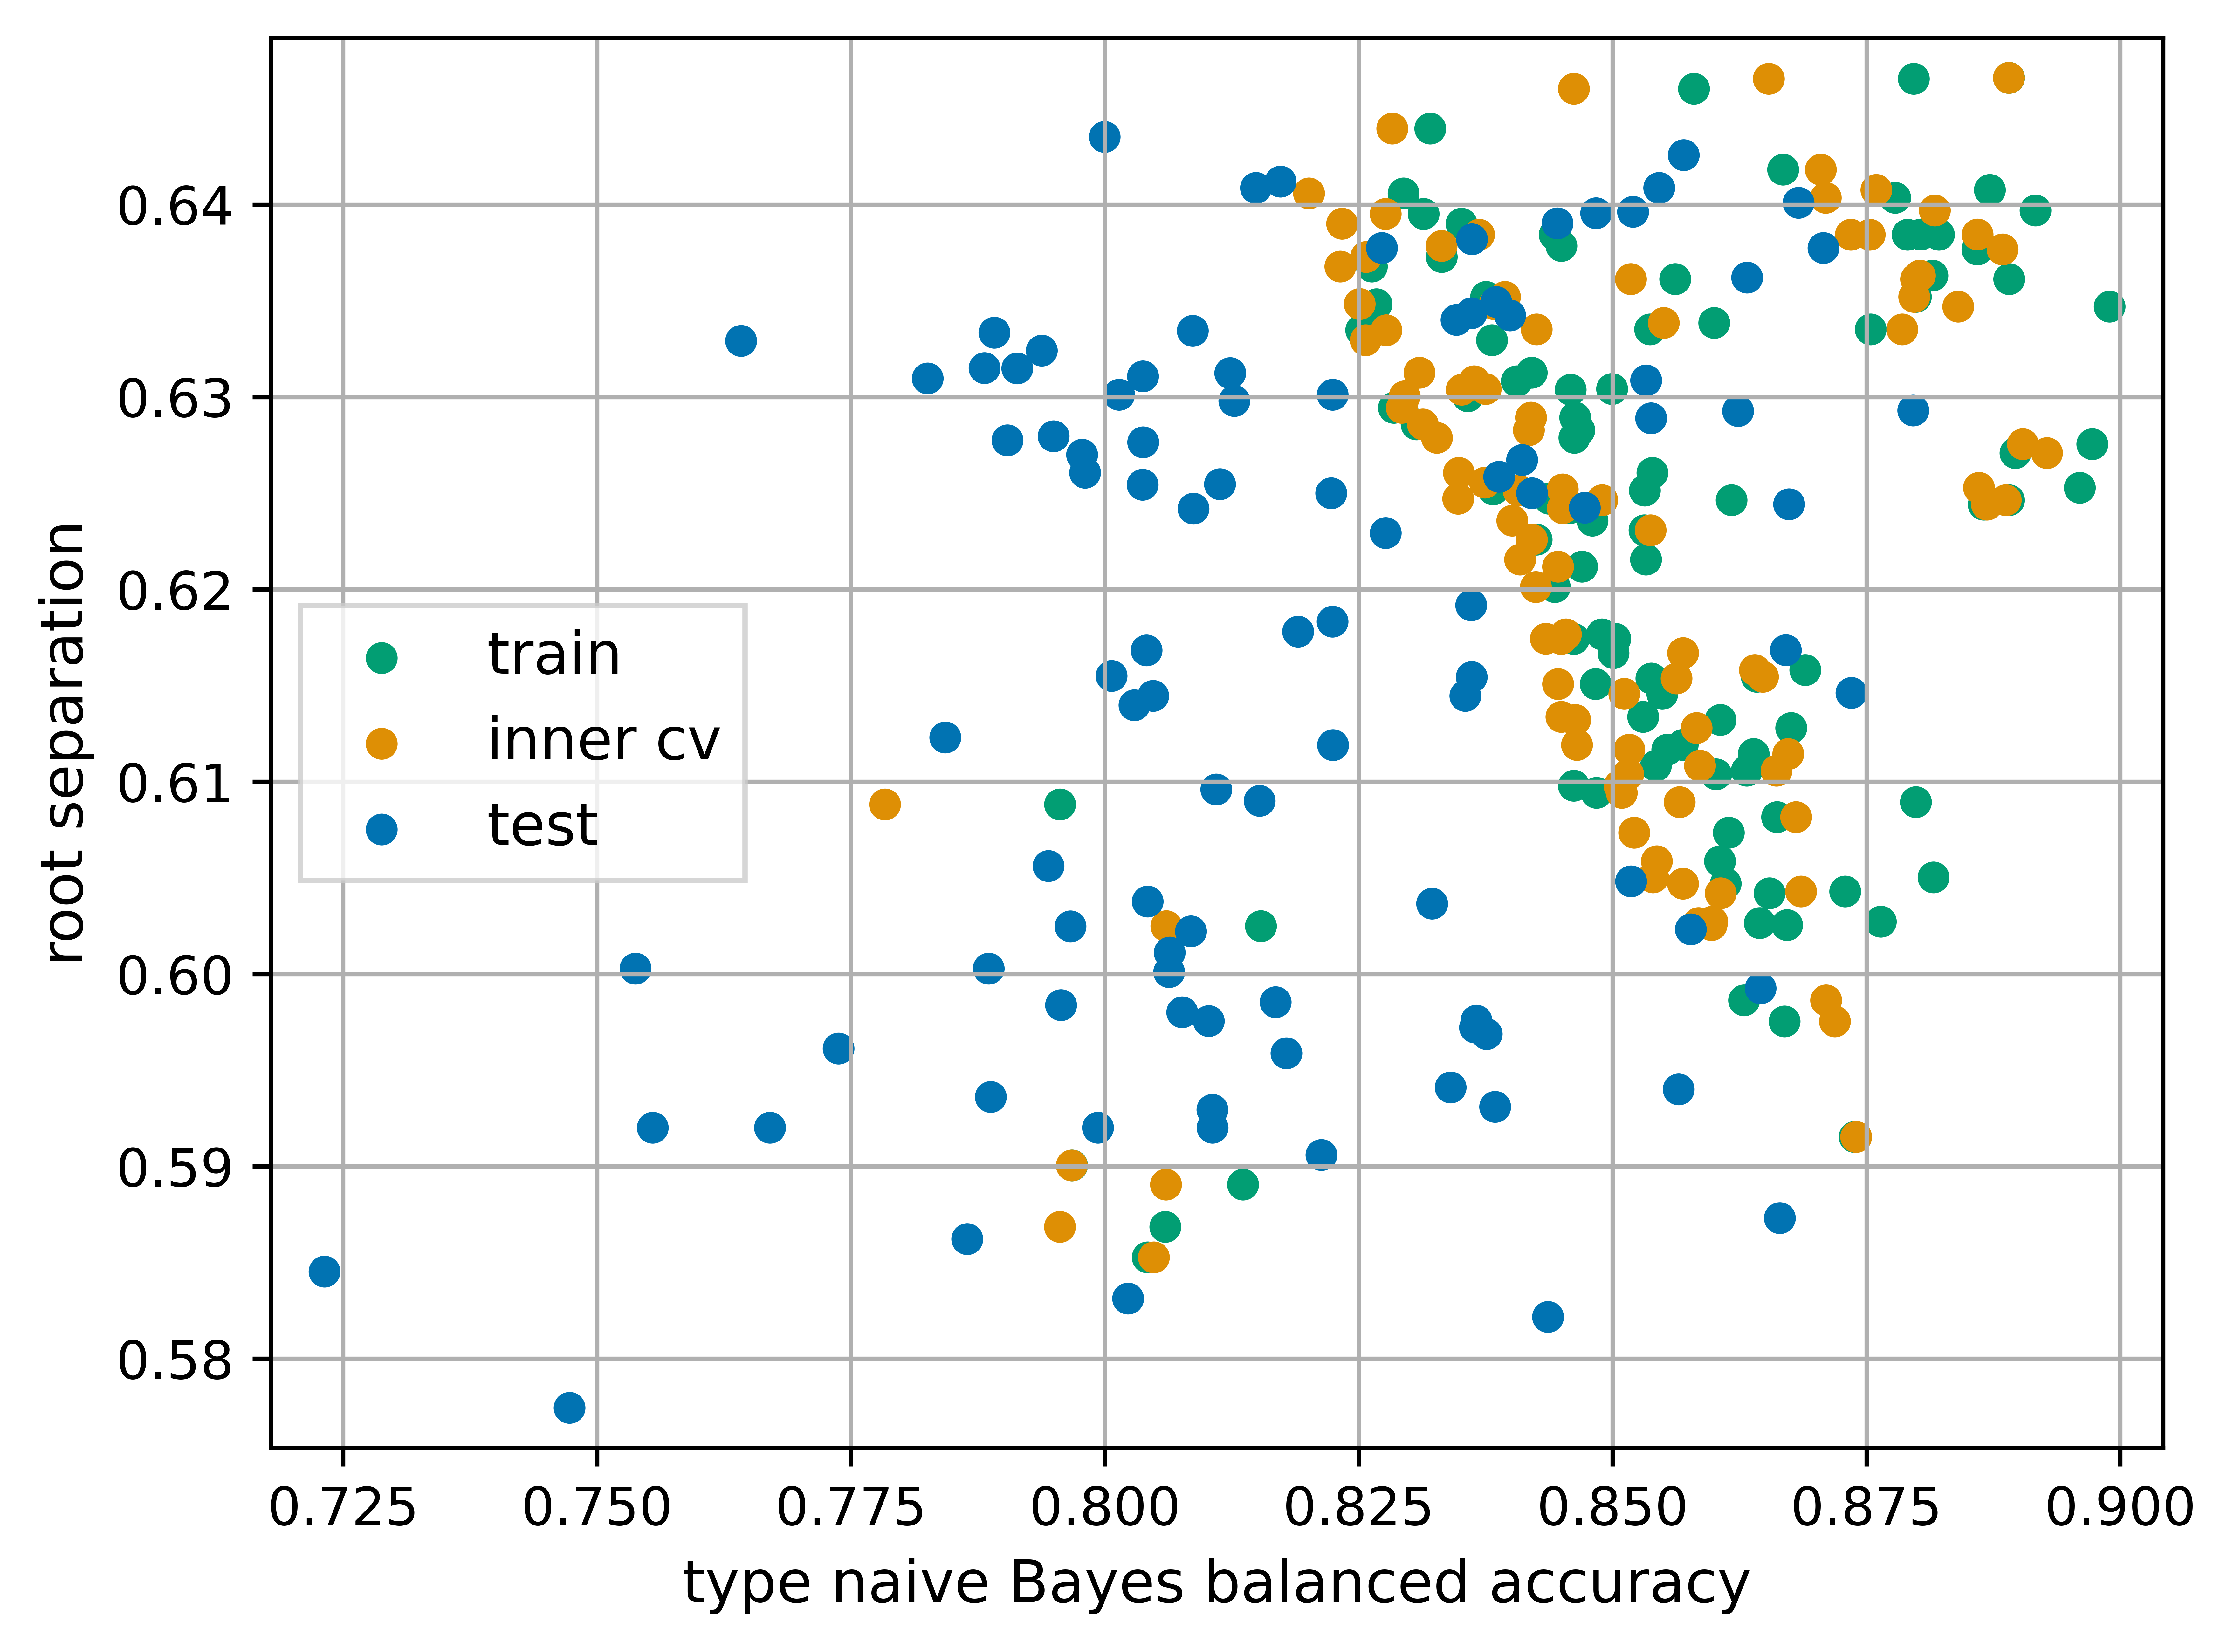 root separation
0.64
0.63
0.62
0.61
0.60
0.59
0.58
train
inner cv
test
0.725 0.750 0.775 0.800 0.825 0.850 0.875 0.900
type naive Bayes balanced accuracy